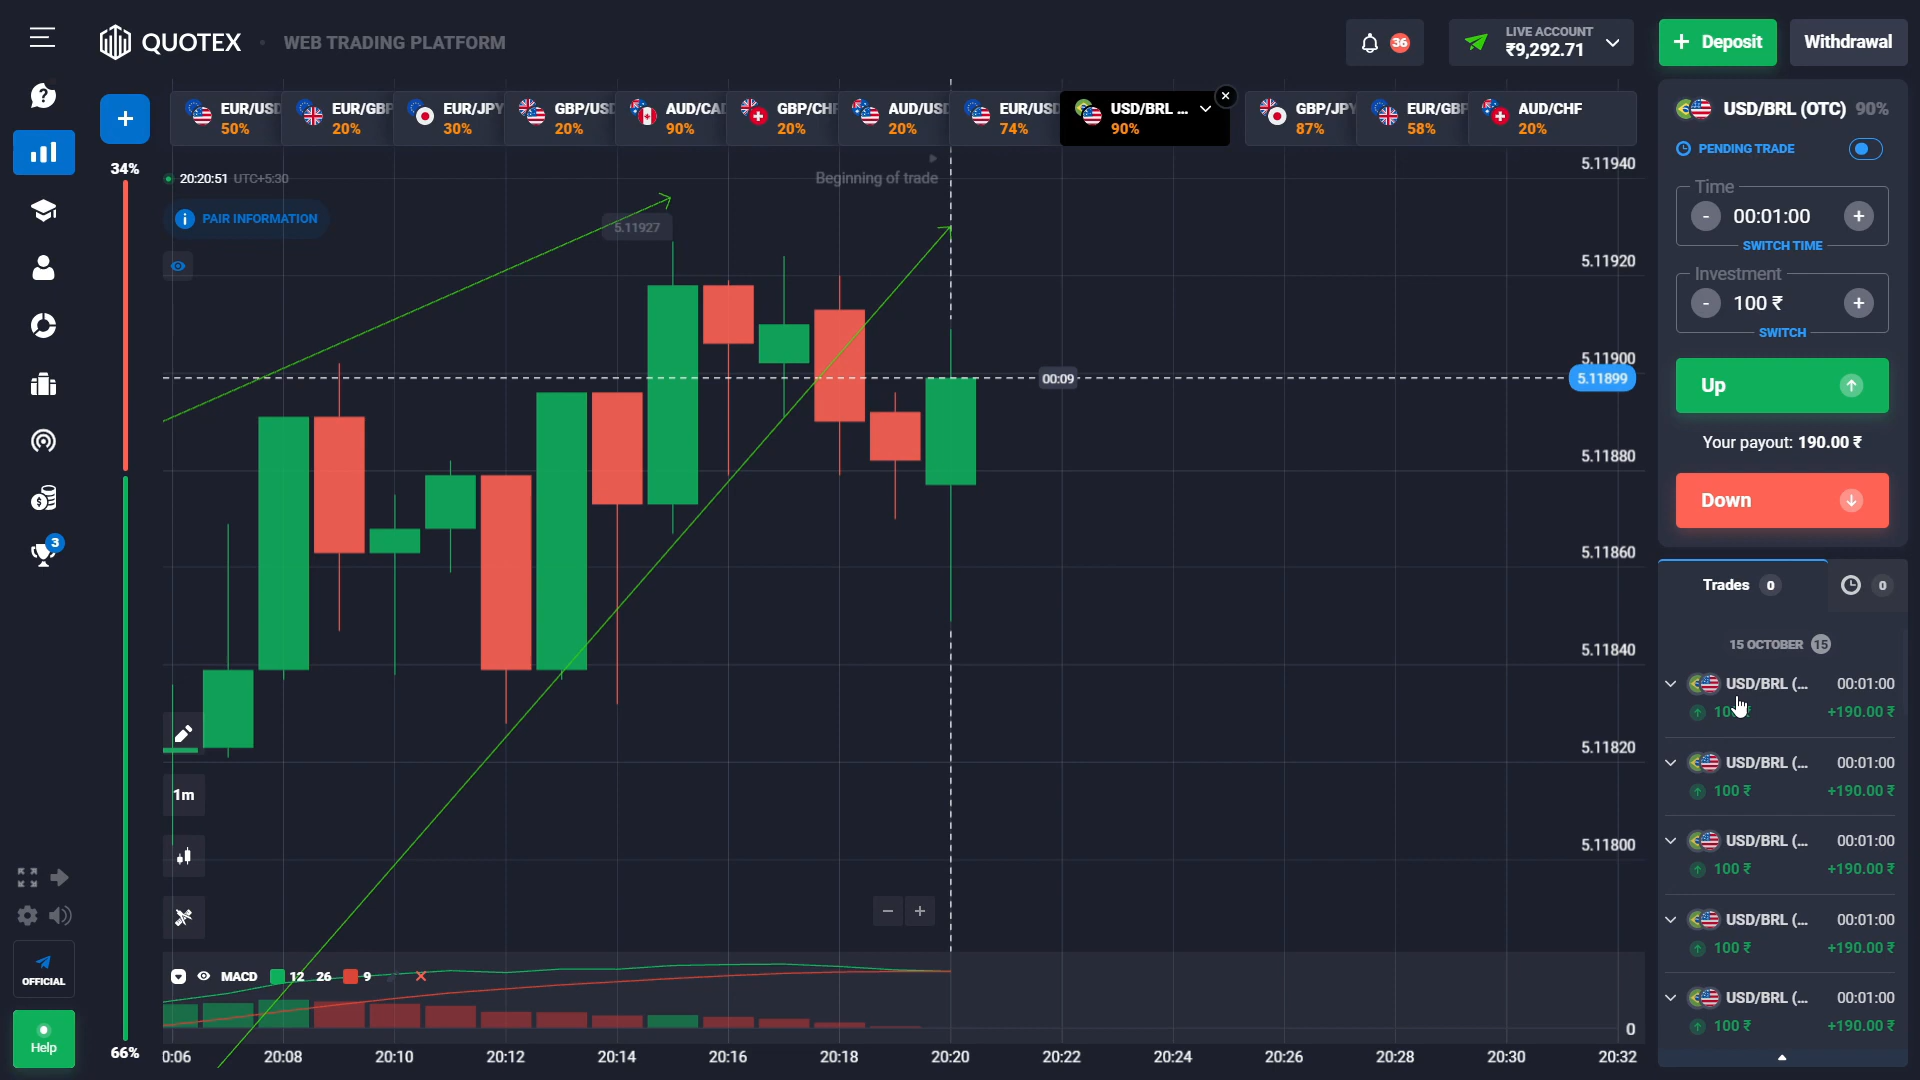 QUOTEX
WEB TRADING PLATFORM
36
LIVE ACCOUNT
₹9,292.71
+ Deposit
Withdrawal
+
EUR/USD
50%
EUR/GBP
20%
EUR/JPY
30%
GBP/USD
20%
AUD/CAD
90%
GBP/CHF
20%
AUD/USD
20%
EUR/USD
74%
USD/BRL ...
90%
GBP/JPY
87%
EUR/GBP
58%
AUD/CHF
20%
USD/BRL (OTC) 90%
PENDING TRADE
Time
- 00:01:00 +
SWITCH TIME
Investment
- 100 ₹ +
SWITCH
Up
Your payout: 190.00 ₹
Down
Trades 0
0
15 OCTOBER 15
USD/BRL (... 00:01:00
100 ₹ +190.00 ₹
USD/BRL (... 00:01:00
100 ₹ +190.00 ₹
USD/BRL (... 00:01:00
100 ₹ +190.00 ₹
USD/BRL (... 00:01:00
100 ₹ +190.00 ₹
USD/BRL (... 00:01:00
100 ₹ +190.00 ₹
34%
66%
20:20:51 UTC+5:30
PAIR INFORMATION
Beginning of trade
5.11927
00:09
5.11940
5.11920
5.11900
5.11899
5.11880
5.11860
5.11840
5.11820
5.11800
0
1m
MACD 12 26 9
0:06
20:08
20:10
20:12
20:14
20:16
20:18
20:20
20:22
20:24
20:26
20:28
20:30
20:32
3
OFFICIAL
Help